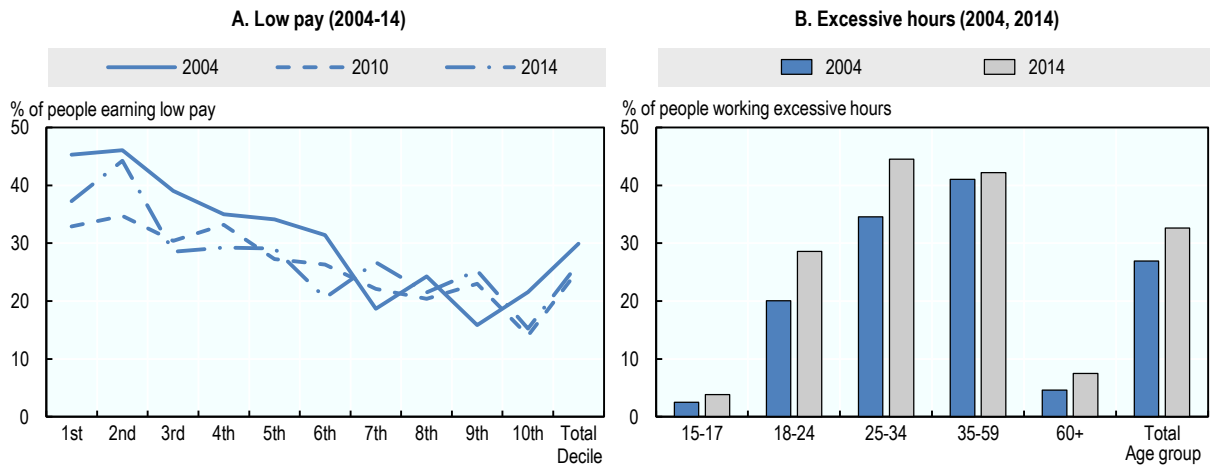 A. Low pay (2004-14)
2004 2010 2014
% of people earning low pay
50
40
30
20
10
0
1st 2nd 3rd 4th 5th 6th 7th 8th 9th 10th Total
Decile
B. Excessive hours (2004, 2014)
2004 2014
% of people working excessive hours
50
40
30
20
10
0
15-17 18-24 25-34 35-59 60+ Total
Age group